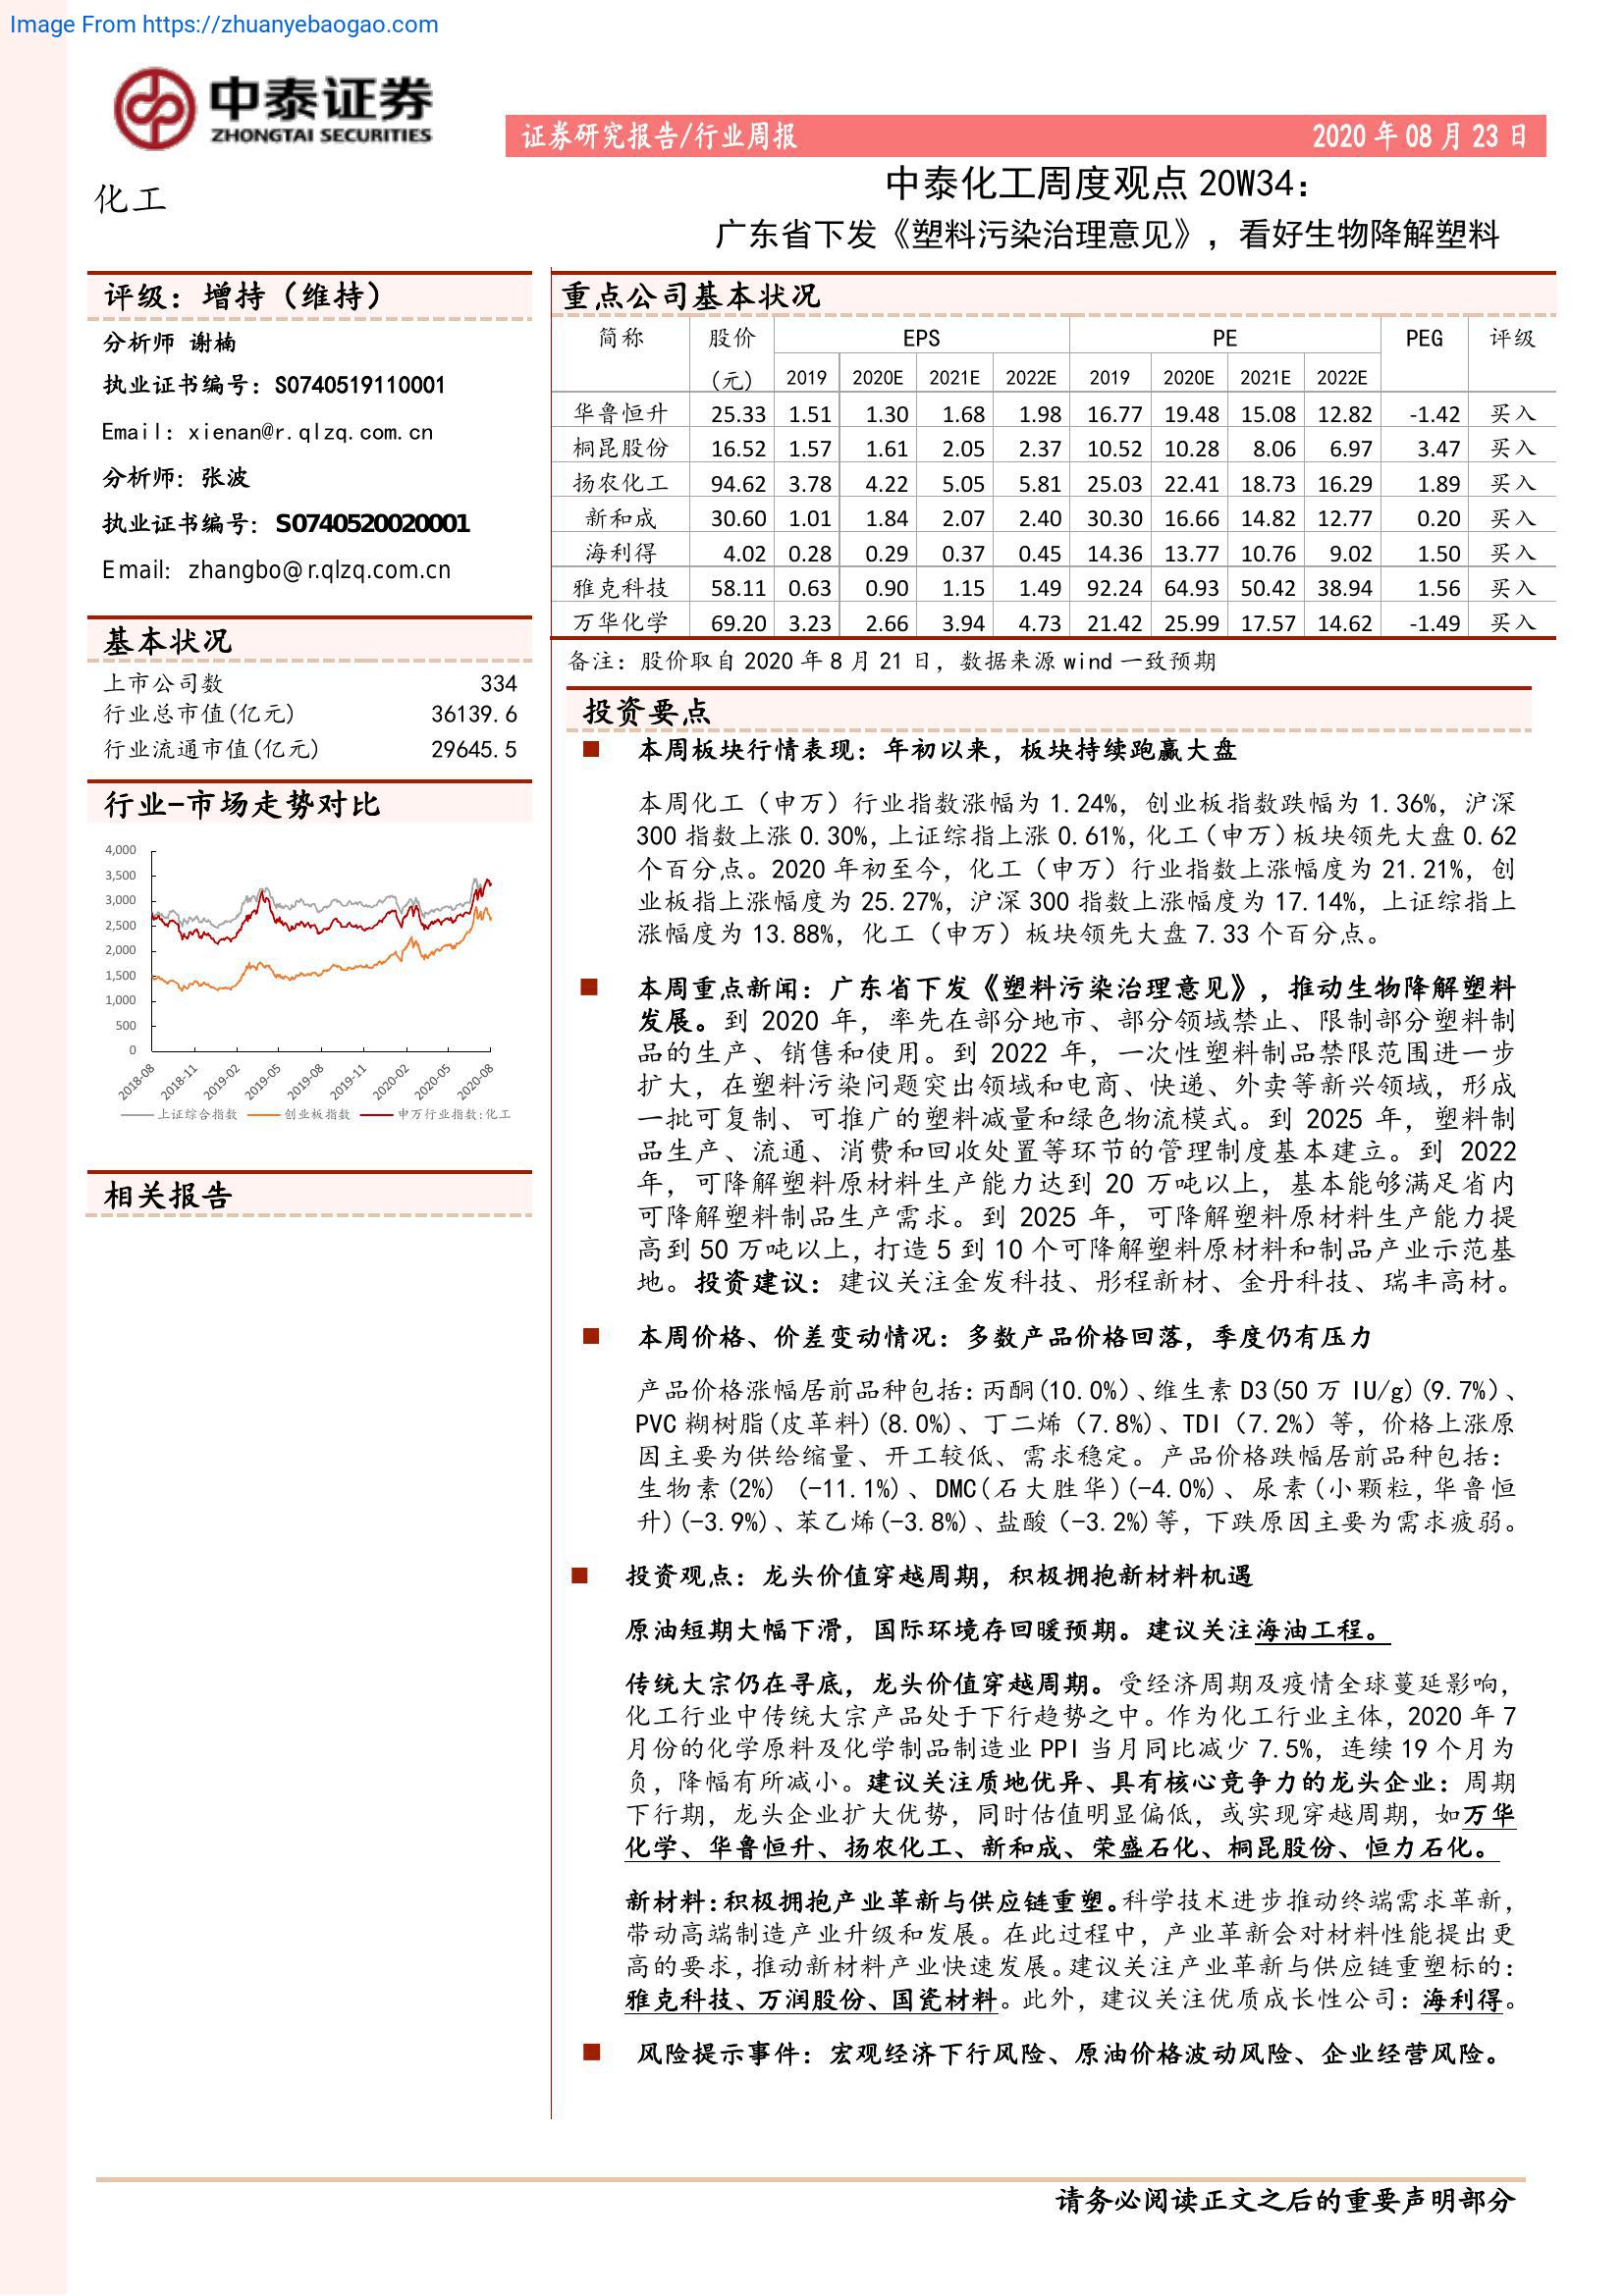 Image From https://zhuanyebaogao.com
中泰证券
ZHONGTAI SECURITIES
证券研究报告/行业周报 2020 年 08 月 23 日
化工
中泰化工周度观点 20W34：
广东省下发《塑料污染治理意见》，看好生物降解塑料
评级：增持（维持）
分析师 谢楠
执业证书编号：S0740519110001
Email：xienan@r.qlzq.com.cn
分析师：张波
执业证书编号：S0740520020001
Email: zhangbo@r.qlzq.com.cn
基本状况
上市公司数 334
行业总市值(亿元) 36139.6
行业流通市值(亿元) 29645.5
行业-市场走势对比
4,000
3,500
3,000
2,500
2,000
1,500
1,000
500
0
2018-08 2018-11 2019-02 2019-05 2019-08 2019-11 2020-02 2020-05 2020-08
上证综合指数 创业板指数 申万行业指数:化工
相关报告
重点公司基本状况
简称 股价 EPS PE PEG 评级
(元) 2019 2020E 2021E 2022E 2019 2020E 2021E 2022E
华鲁恒升 25.33 1.51 1.30 1.68 1.98 16.77 19.48 15.08 12.82 -1.42 买入
桐昆股份 16.52 1.57 1.61 2.05 2.37 10.52 10.28 8.06 6.97 3.47 买入
扬农化工 94.62 3.78 4.22 5.05 5.81 25.03 22.41 18.73 16.29 1.89 买入
新和成 30.60 1.01 1.84 2.07 2.40 30.30 16.66 14.82 12.77 0.20 买入
海利得 4.02 0.28 0.29 0.37 0.45 14.36 13.77 10.76 9.02 1.50 买入
雅克科技 58.11 0.63 0.90 1.15 1.49 92.24 64.93 50.42 38.94 1.56 买入
万华化学 69.20 3.23 2.66 3.94 4.73 21.42 25.99 17.57 14.62 -1.49 买入
备注：股价取自 2020 年 8 月 21 日，数据来源 wind 一致预期
投资要点
■ 本周板块行情表现：年初以来，板块持续跑赢大盘
本周化工（申万）行业指数涨幅为 1.24%，创业板指数跌幅为 1.36%，沪深
300 指数上涨 0.30%，上证综指上涨 0.61%，化工（申万）板块领先大盘 0.62
个百分点。2020 年初至今，化工（申万）行业指数上涨幅度为 21.21%，创
业板指上涨幅度为 25.27%，沪深 300 指数上涨幅度为 17.14%，上证综指上
涨幅度为 13.88%，化工（申万）板块领先大盘 7.33 个百分点。
■ 本周重点新闻：广东省下发《塑料污染治理意见》，推动生物降解塑料
发展。到 2020 年，率先在部分地市、部分领域禁止、限制部分塑料制
品的生产、销售和使用。到 2022 年，一次性塑料制品禁限范围进一步
扩大，在塑料污染问题突出领域和电商、快递、外卖等新兴领域，形成
一批可复制、可推广的塑料减量和绿色物流模式。到 2025 年，塑料制
品生产、流通、消费和回收处置等环节的管理制度基本建立。到 2022
年，可降解塑料原材料生产能力达到 20 万吨以上，基本能够满足省内
可降解塑料制品生产需求。到 2025 年，可降解塑料原材料生产能力提
高到 50 万吨以上，打造 5 到 10 个可降解塑料原材料和制品产业示范基
地。投资建议：建议关注金发科技、彤程新材、金丹科技、瑞丰高材。
■ 本周价格、价差变动情况：多数产品价格回落，季度仍有压力
产品价格涨幅居前品种包括：丙酮(10.0%)、维生素 D3(50 万 IU/g)(9.7%)、
PVC 糊树脂(皮革料)(8.0%)、丁二烯（7.8%)、TDI（7.2%）等，价格上涨原
因主要为供给缩量、开工较低、需求稳定。产品价格跌幅居前品种包括：
生物素(2%) (-11.1%)、DMC(石大胜华)(-4.0%)、尿素(小颗粒,华鲁恒
升)(-3.9%)、苯乙烯(-3.8%)、盐酸（-3.2%)等，下跌原因主要为需求疲弱。
■ 投资观点：龙头价值穿越周期，积极拥抱新材料机遇
原油短期大幅下滑，国际环境存回暖预期。建议关注海油工程。
传统大宗仍在寻底，龙头价值穿越周期。受经济周期及疫情全球蔓延影响，
化工行业中传统大宗产品处于下行趋势之中。作为化工行业主体，2020 年 7
月份的化学原料及化学制品制造业 PPI 当月同比减少 7.5%，连续 19 个月为
负，降幅有所减小。建议关注质地优异、具有核心竞争力的龙头企业：周期
下行期，龙头企业扩大优势，同时估值明显偏低，或实现穿越周期，如万华
化学、华鲁恒升、扬农化工、新和成、荣盛石化、桐昆股份、恒力石化。
新材料：积极拥抱产业革新与供应链重塑。科学技术进步推动终端需求革新，
带动高端制造产业升级和发展。在此过程中，产业革新会对材料性能提出更
高的要求，推动新材料产业快速发展。建议关注产业革新与供应链重塑标的：
雅克科技、万润股份、国瓷材料。此外，建议关注优质成长性公司：海利得。
■ 风险提示事件：宏观经济下行风险、原油价格波动风险、企业经营风险。
请务必阅读正文之后的重要声明部分